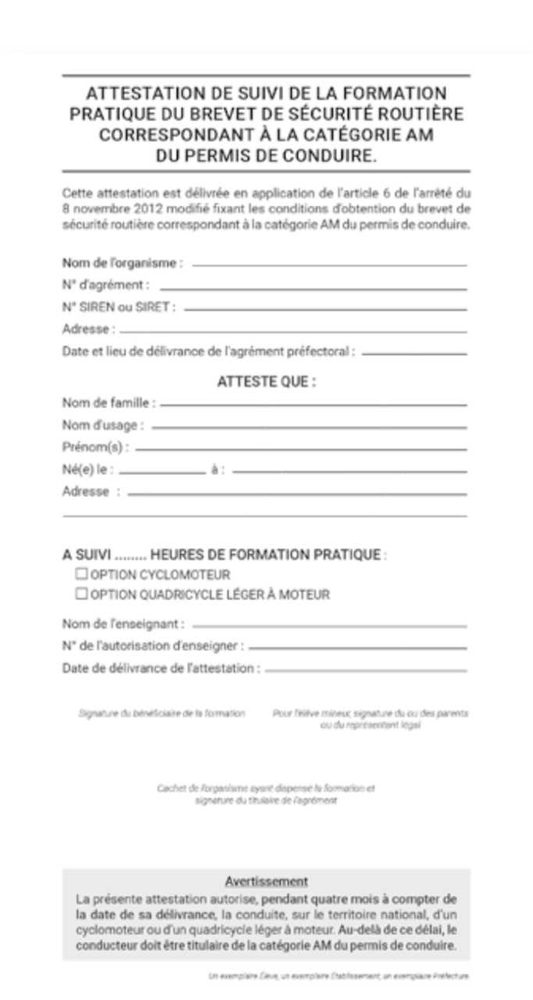 ATTESTATION DE SUIVI DE LA FORMATION
PRATIQUE DU BREVET DE SÉCURITÉ ROUTIÈRE
CORRESPONDANT À LA CATÉGORIE AM
DU PERMIS DE CONDUIRE.
Cette attestation est délivrée en application de l'article 6 de l'arrêté du
8 novembre 2012 modifié fixant les conditions d'obtention du brevet de
sécurité routière correspondant à la catégorie AM du permis de conduire.
Nom de l'organisme :
N° d'agrément :
N° SIREN ou SIRET :
Adresse :
Date et lieu de délivrance de l'agrément préfectoral :
ATTESTE QUE :
Nom de famille :
Nom d'usage :
Prénom(s) :
Né(e) le : à :
Adresse :
A SUIVI ........ HEURES DE FORMATION PRATIQUE :
OPTION CYCLOMOTEUR
OPTION QUADRICYCLE LÉGER À MOTEUR
Nom de l'enseignant :
N° de l'autorisation d'enseigner :
Date de délivrance de l'attestation :
Signature du bénéficiaire de la formation
Pour l'élève mineur, signature du ou des parents
ou du représentant légal
Cachet de l'organisme ayant dispensé la formation et
signature du titulaire de l'agrément
Avertissement
La présente attestation autorise, pendant quatre mois à compter de
la date de sa délivrance, la conduite, sur le territoire national, d'un
cyclomoteur ou d'un quadricycle léger à moteur. Au-delà de ce délai, le
conducteur doit être titulaire de la catégorie AM du permis de conduire.
Un exemplaire Élève, un exemplaire Établissement, un exemplaire Préfecture.